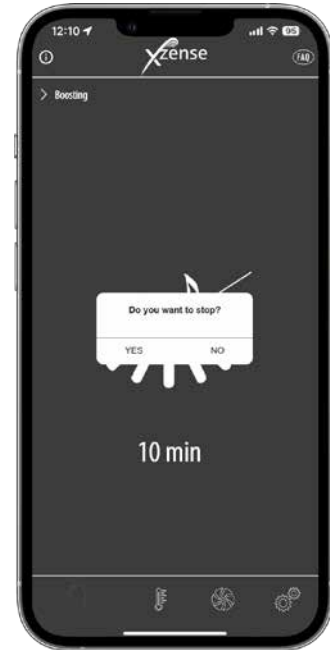 12:10
95
Xzense
FAQ
> Boosting
Do you want to stop?
YES NO
10 min